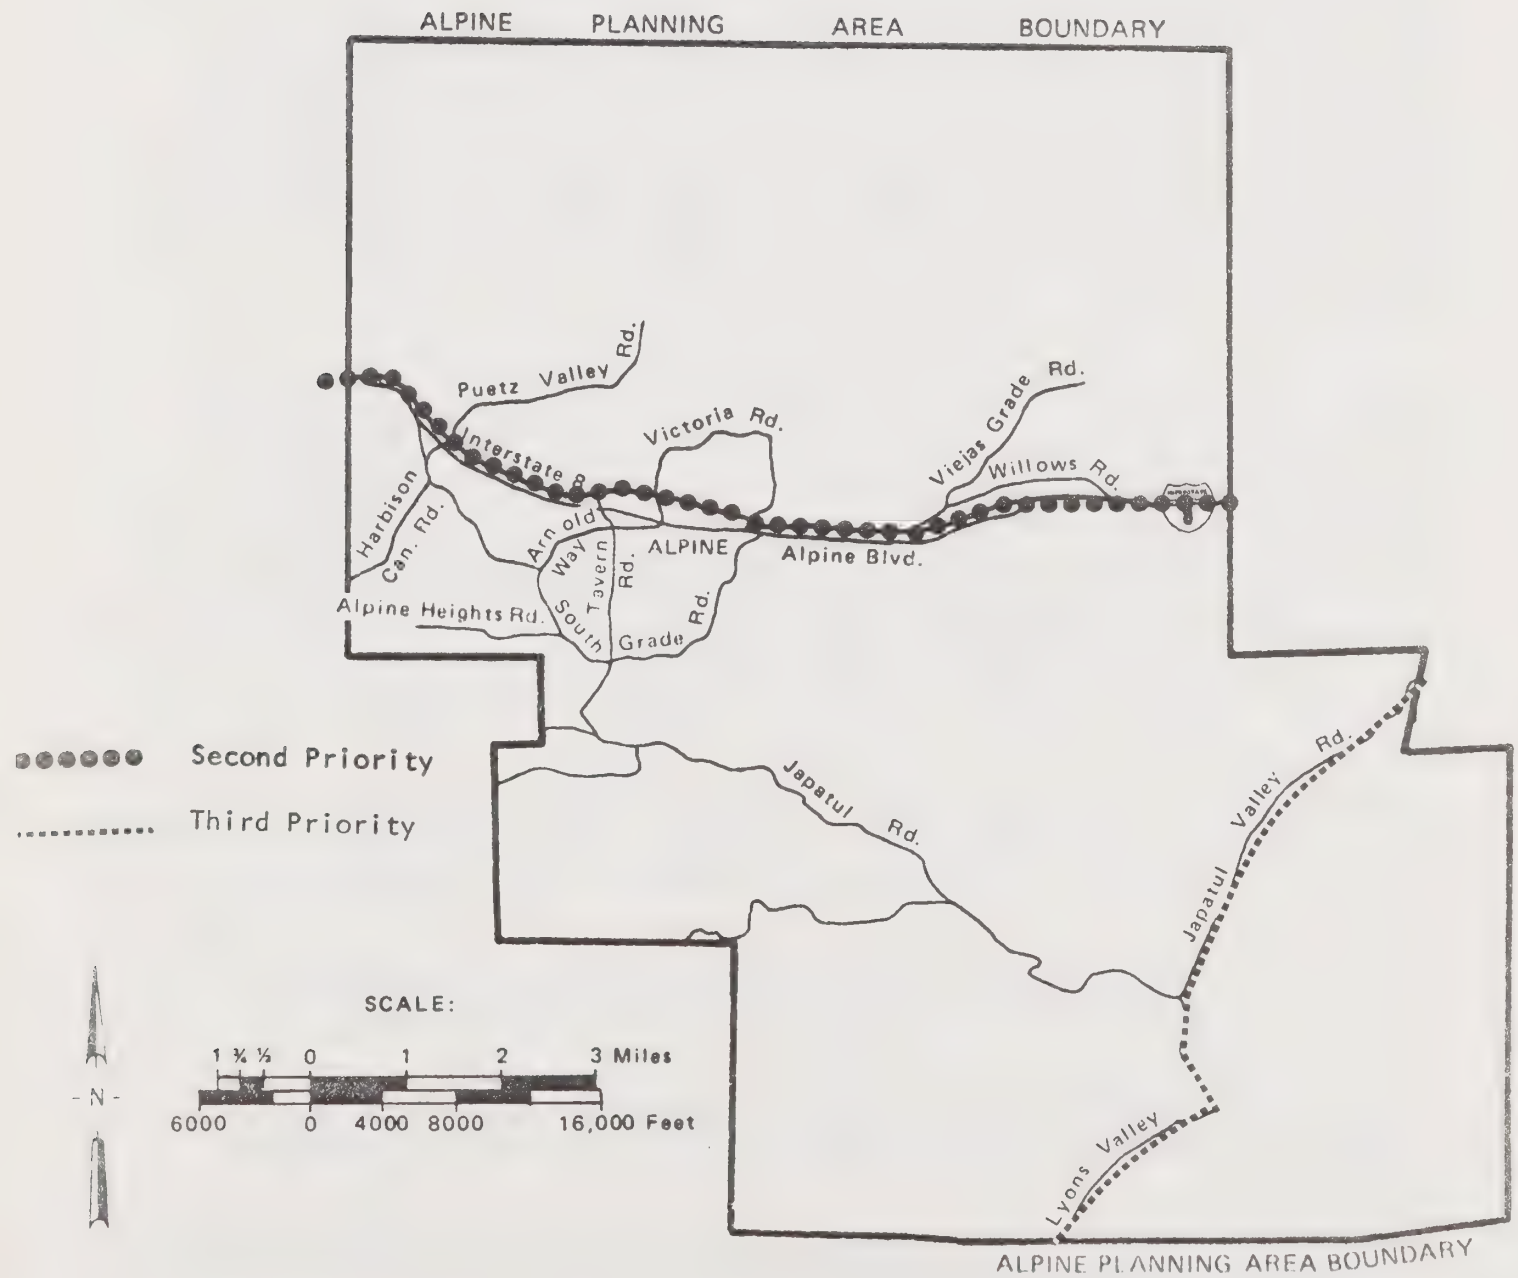 ALPINE PLANNING AREA BOUNDARY
Puetz Valley Rd.
Interstate 8
Victoria Rd.
Viejas Grade Rd.
Willows Rd.
8
Harbison
Can. Rd.
Arnold
Way
Tavern
Rd.
ALPINE
Alpine Blvd.
Alpine Heights Rd.
South Grade Rd.
Second Priority
Third Priority
Japatul Rd.
Japatul Valley Rd.
Lyons Valley
SCALE:
1 ¾ ½ 0 1 2 3 Miles
6000 0 4000 8000 16,000 Feet
- N -
ALPINE PLANNING AREA BOUNDARY